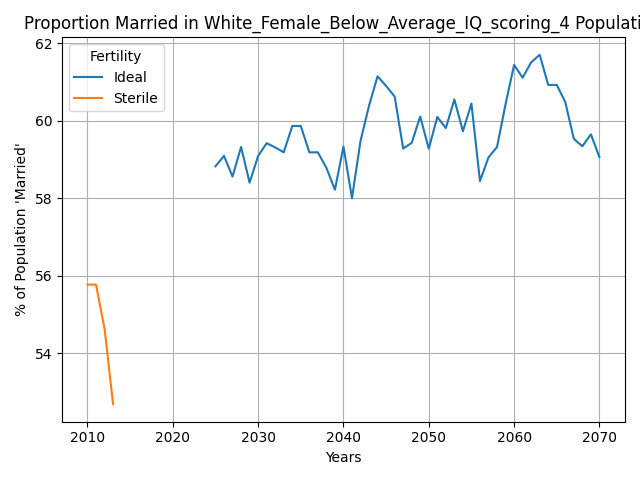 Proportion Married in White_Female_Below_Average_IQ_scoring_4 Populati
62
60
58
56
54
% of Population 'Married'
Fertility
Ideal
Sterile
2010 2020 2030 2040 2050 2060 2070
Years